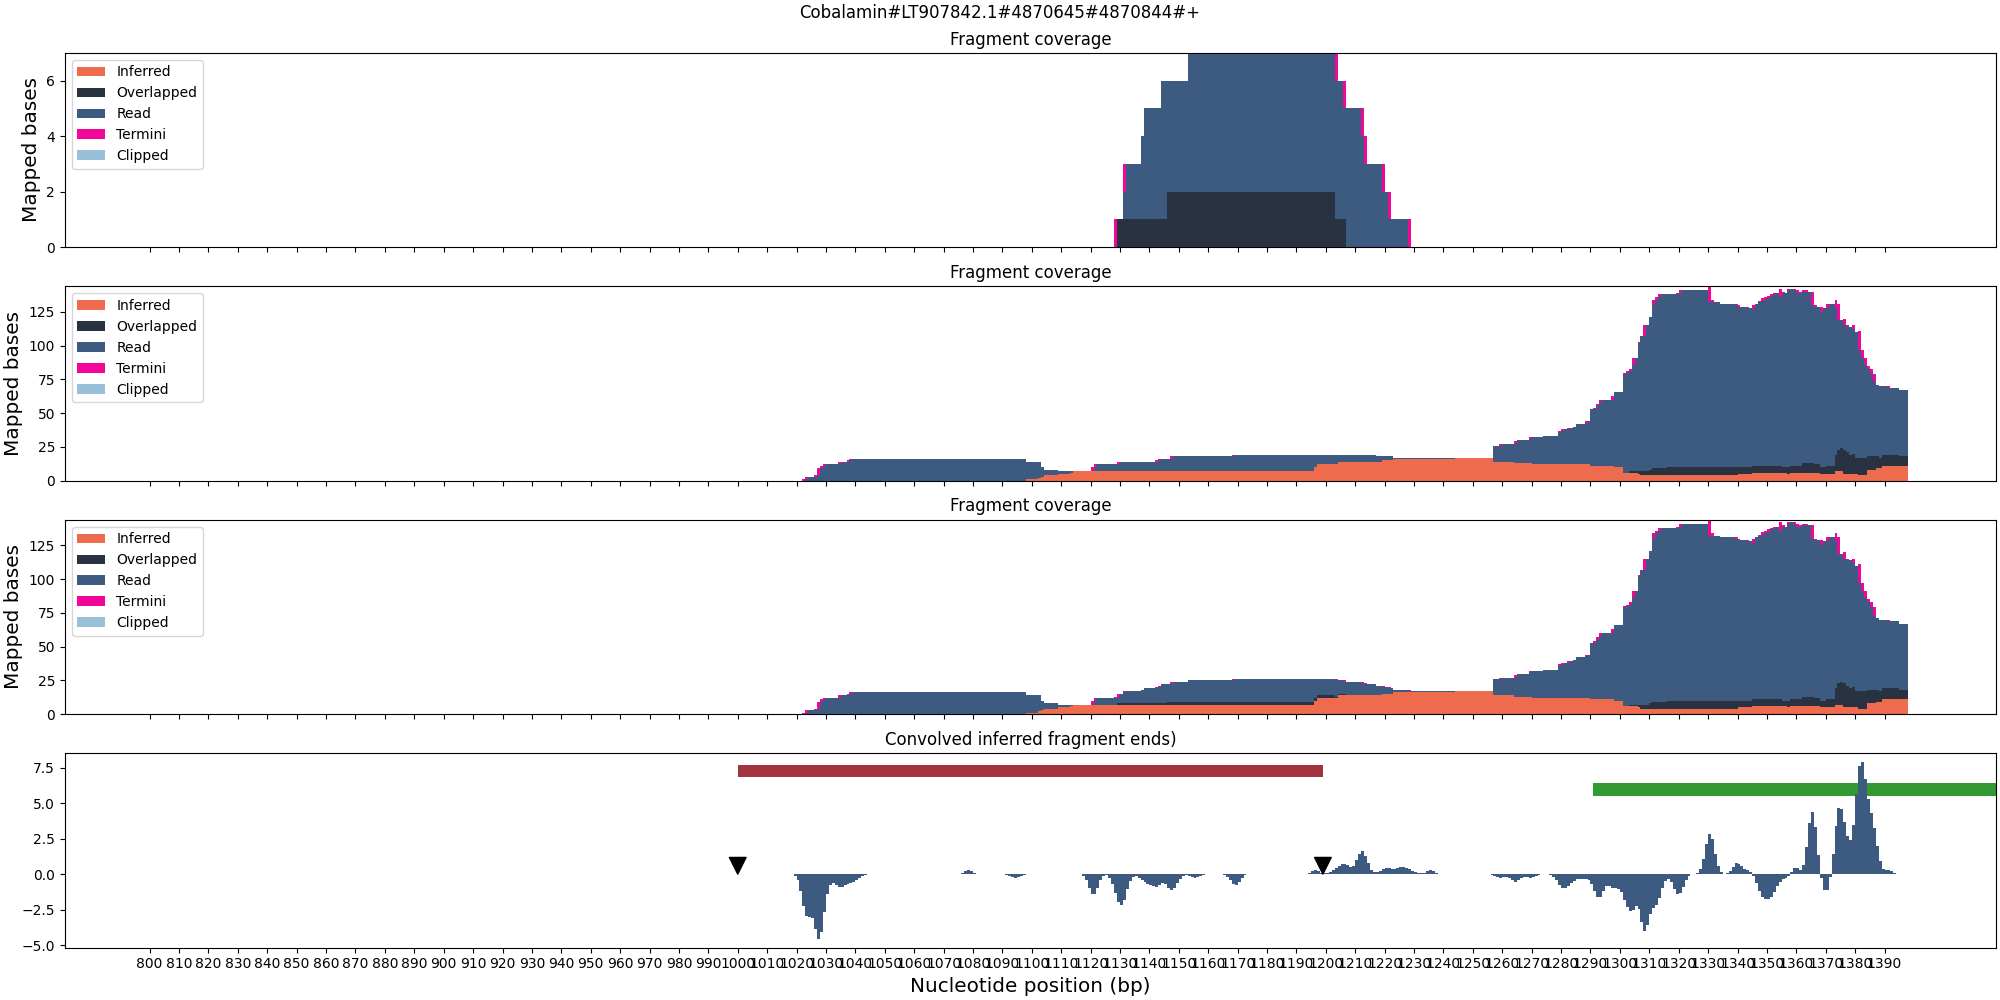 Cobalamin#LT907842.1#4870645#4870844#+
Fragment coverage
Mapped bases
6
4
2
0
Inferred
Overlapped
Read
Termini
Clipped
Fragment coverage
Mapped bases
125
100
75
50
25
0
Inferred
Overlapped
Read
Termini
Clipped
Fragment coverage
Mapped bases
125
100
75
50
25
0
Inferred
Overlapped
Read
Termini
Clipped
Convolved inferred fragment ends)
7.5
5.0
2.5
0.0
−2.5
−5.0
800 810 820 830 840 850 860 870 880 890 900 910 920 930 940 950 960 970 980 990 1000 1010 1020 1030 1040 1050 1060 1070 1080 1090 1100 1110 1120 1130 1140 1150 1160 1170 1180 1190 1200 1210 1220 1230 1240 1250 1260 1270 1280 1290 1300 1310 1320 1330 1340 1350 1360 1370 1380 1390
Nucleotide position (bp)